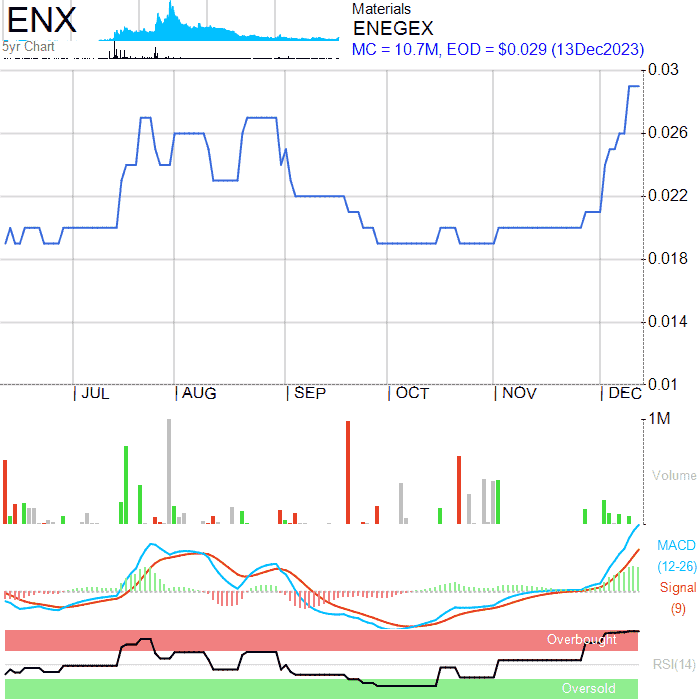 ENX
5yr Chart
Materials
ENEGEX
MC = 10.7M, EOD = $0.029 (13Dec2023)
0.03
0.026
0.022
0.018
0.014
0.01
| JUL | AUG | SEP | OCT | NOV | DEC
1M
Volume
MACD
(12-26)
Signal
(9)
Overbought
RSI(14)
Oversold